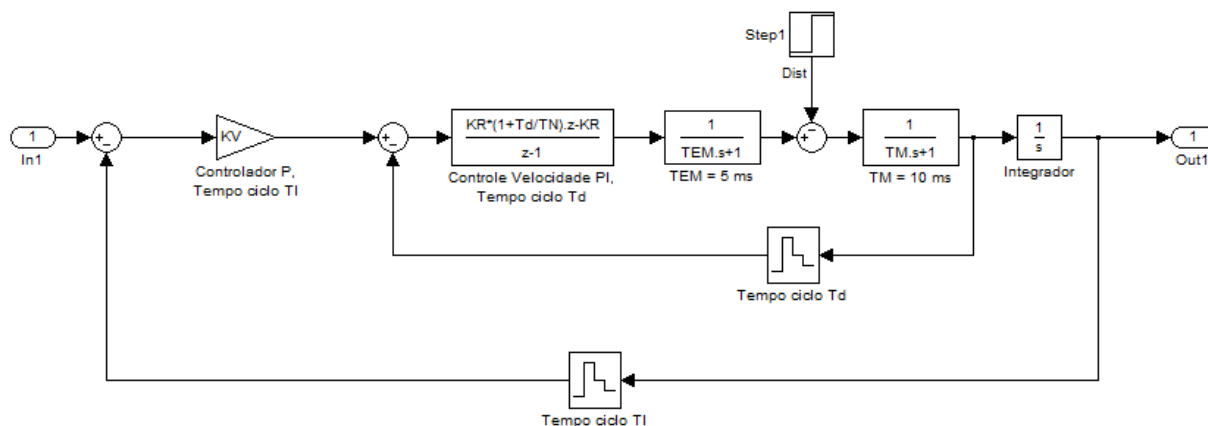 Step1
Dist
1
In1
+
−
KV
Controlador P,
Tempo ciclo TI
+
−
KR*(1+Td/TN).z-KR
z-1
Controle Velocidade PI,
Tempo ciclo Td
1
TEM.s+1
TEM = 5 ms
−
+
1
TM.s+1
TM = 10 ms
1
s
Integrador
1
Out1
Tempo ciclo Td
Tempo ciclo TI